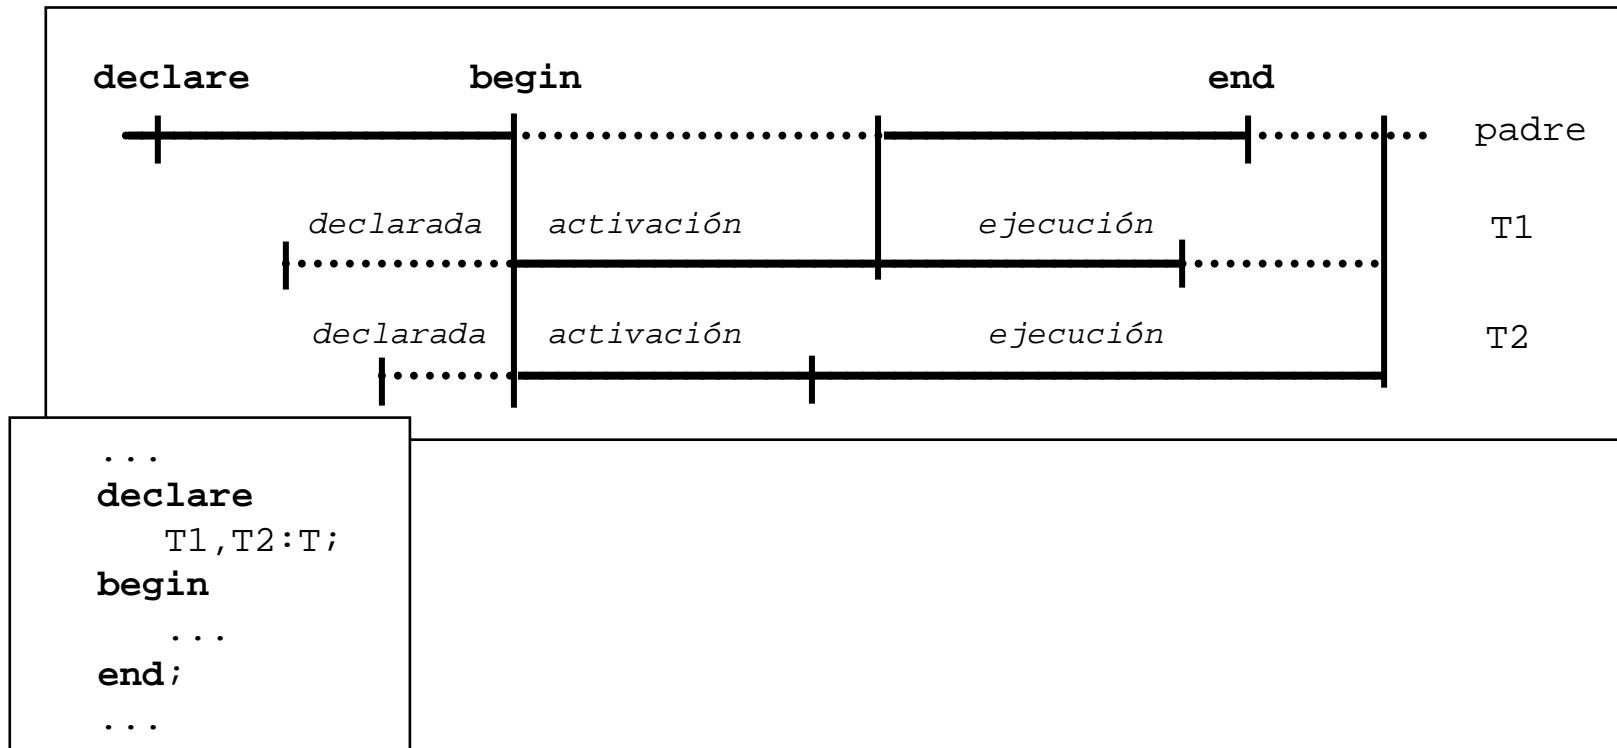 declare begin end
padre
declarada activación ejecución T1
declarada activación ejecución T2
...
declare
T1,T2:T;
begin
...
end;
...